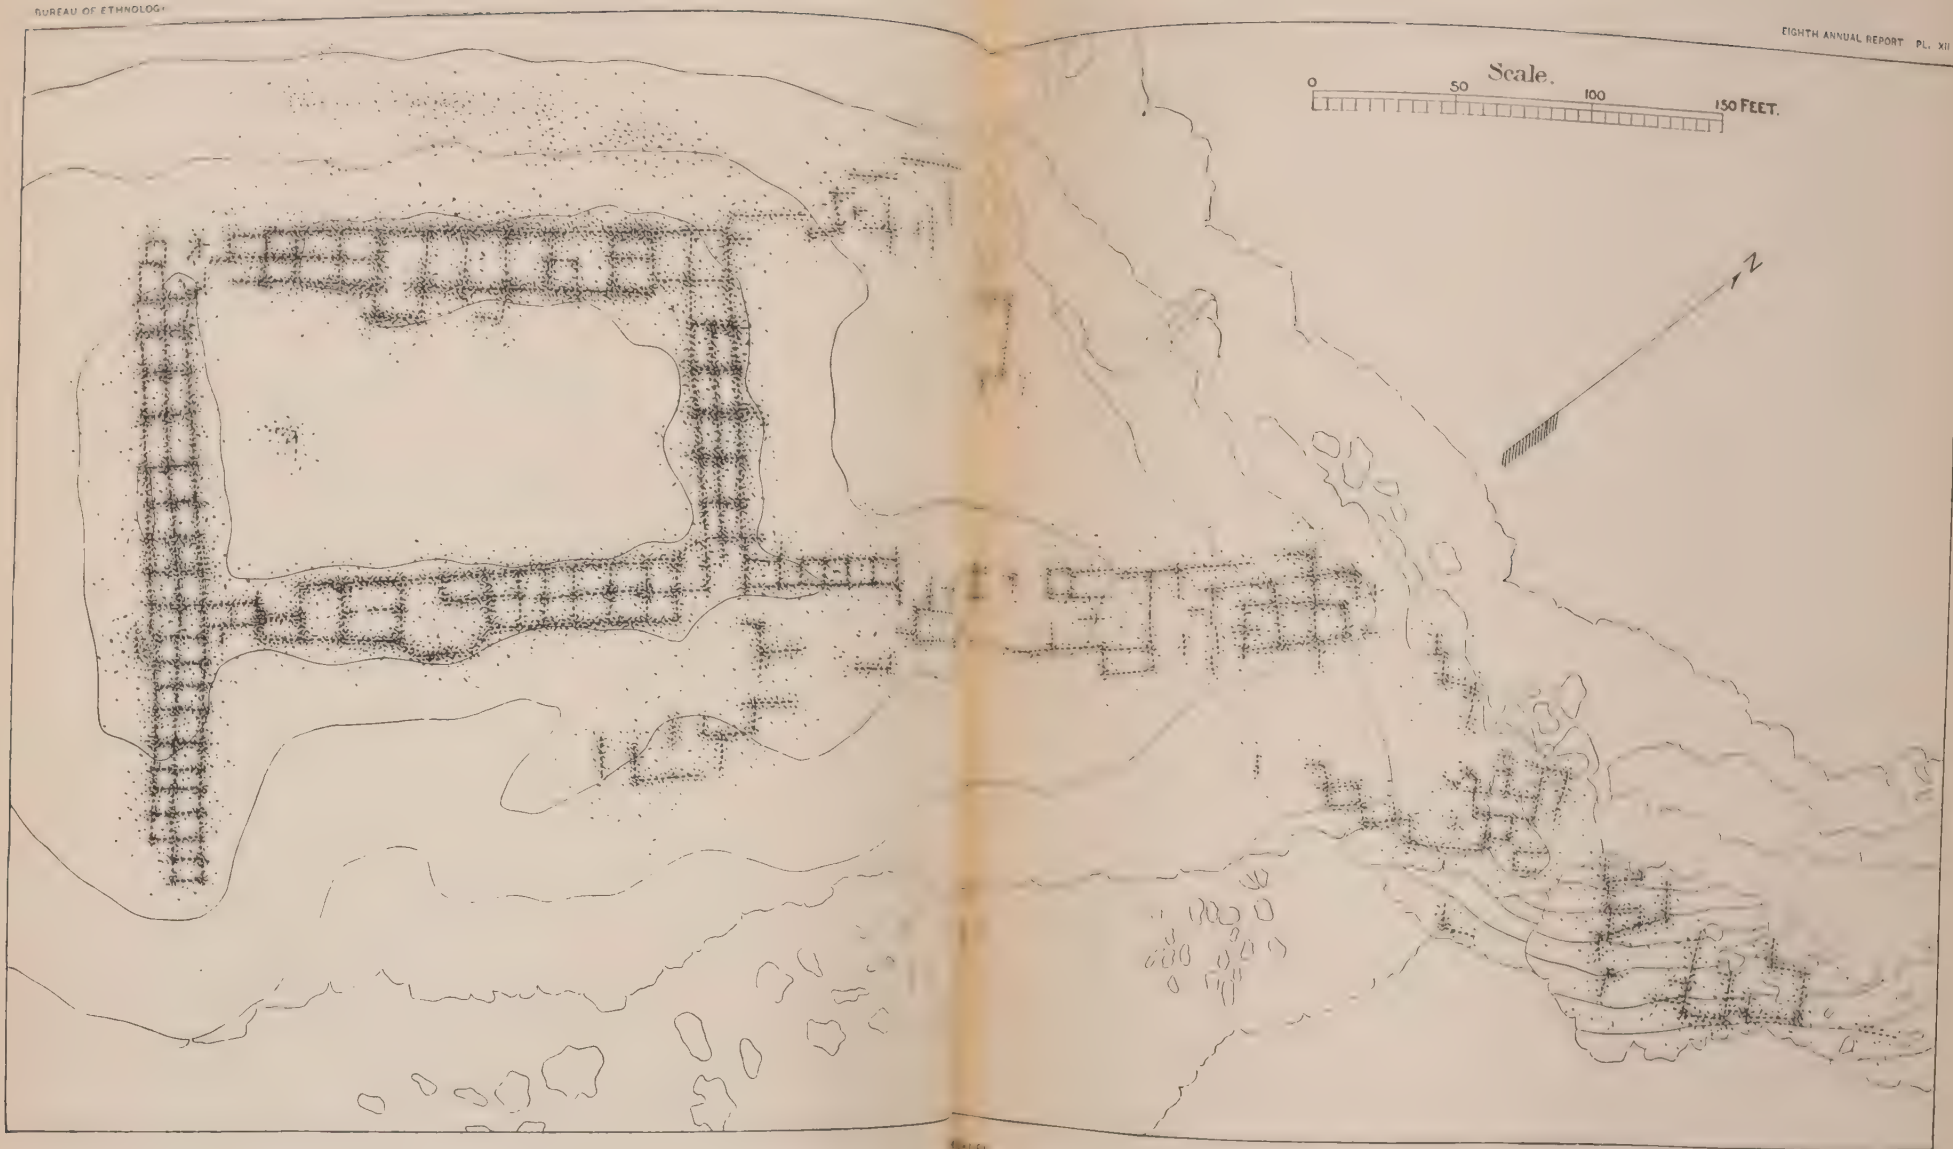 BUREAU OF ETHNOLOGY
EIGHTH ANNUAL REPORT PL. XII
Scale.
0 50 100 150 FEET.
N